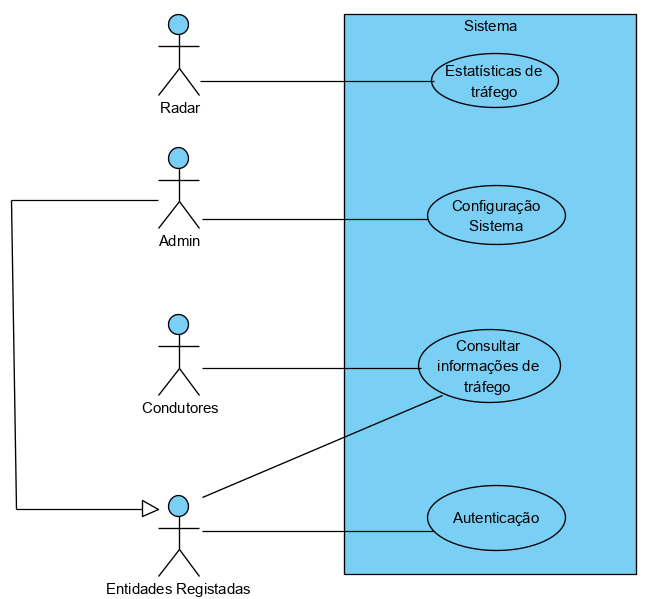 Sistema
Estatísticas de
tráfego
Radar
Configuração
Sistema
Admin
Consultar
informações de
tráfego
Condutores
Autenticação
Entidades Registadas